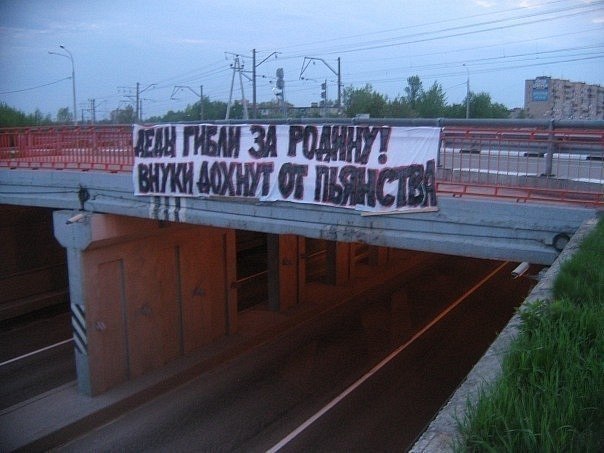 ДЕДЫ ГИБЛИ ЗА РОДИНУ!
ВНУКИ ДОХНУТ ОТ ПЬЯНСТВА